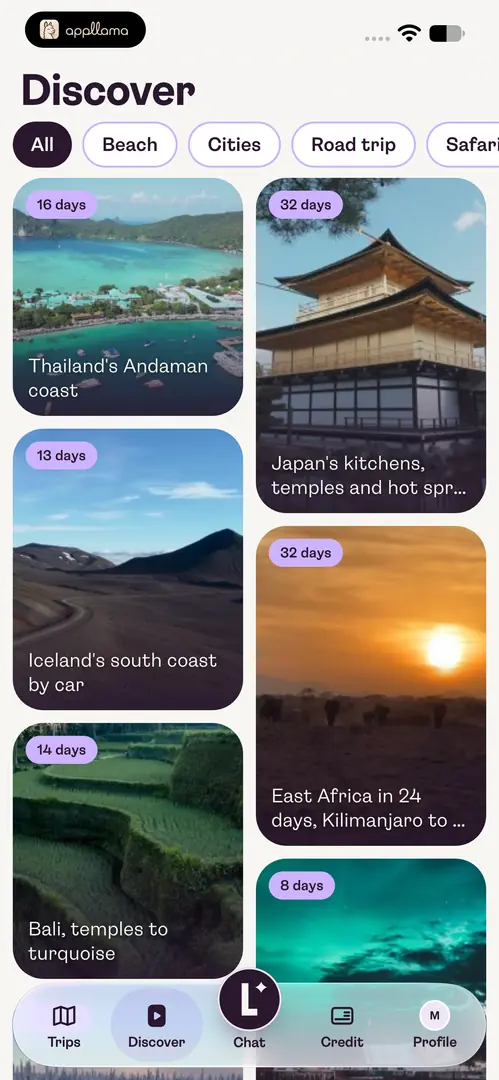 appllama
Discover
All
Beach
Cities
Road trip
Safari
16 days
Thailand's Andaman
coast
32 days
Japan's kitchens,
temples and hot spr...
13 days
Iceland's south coast
by car
32 days
East Africa in 24
days, Kilimanjaro to ...
14 days
Bali, temples to
turquoise
8 days
L
Trips
Discover
Chat
Credit
M
Profile